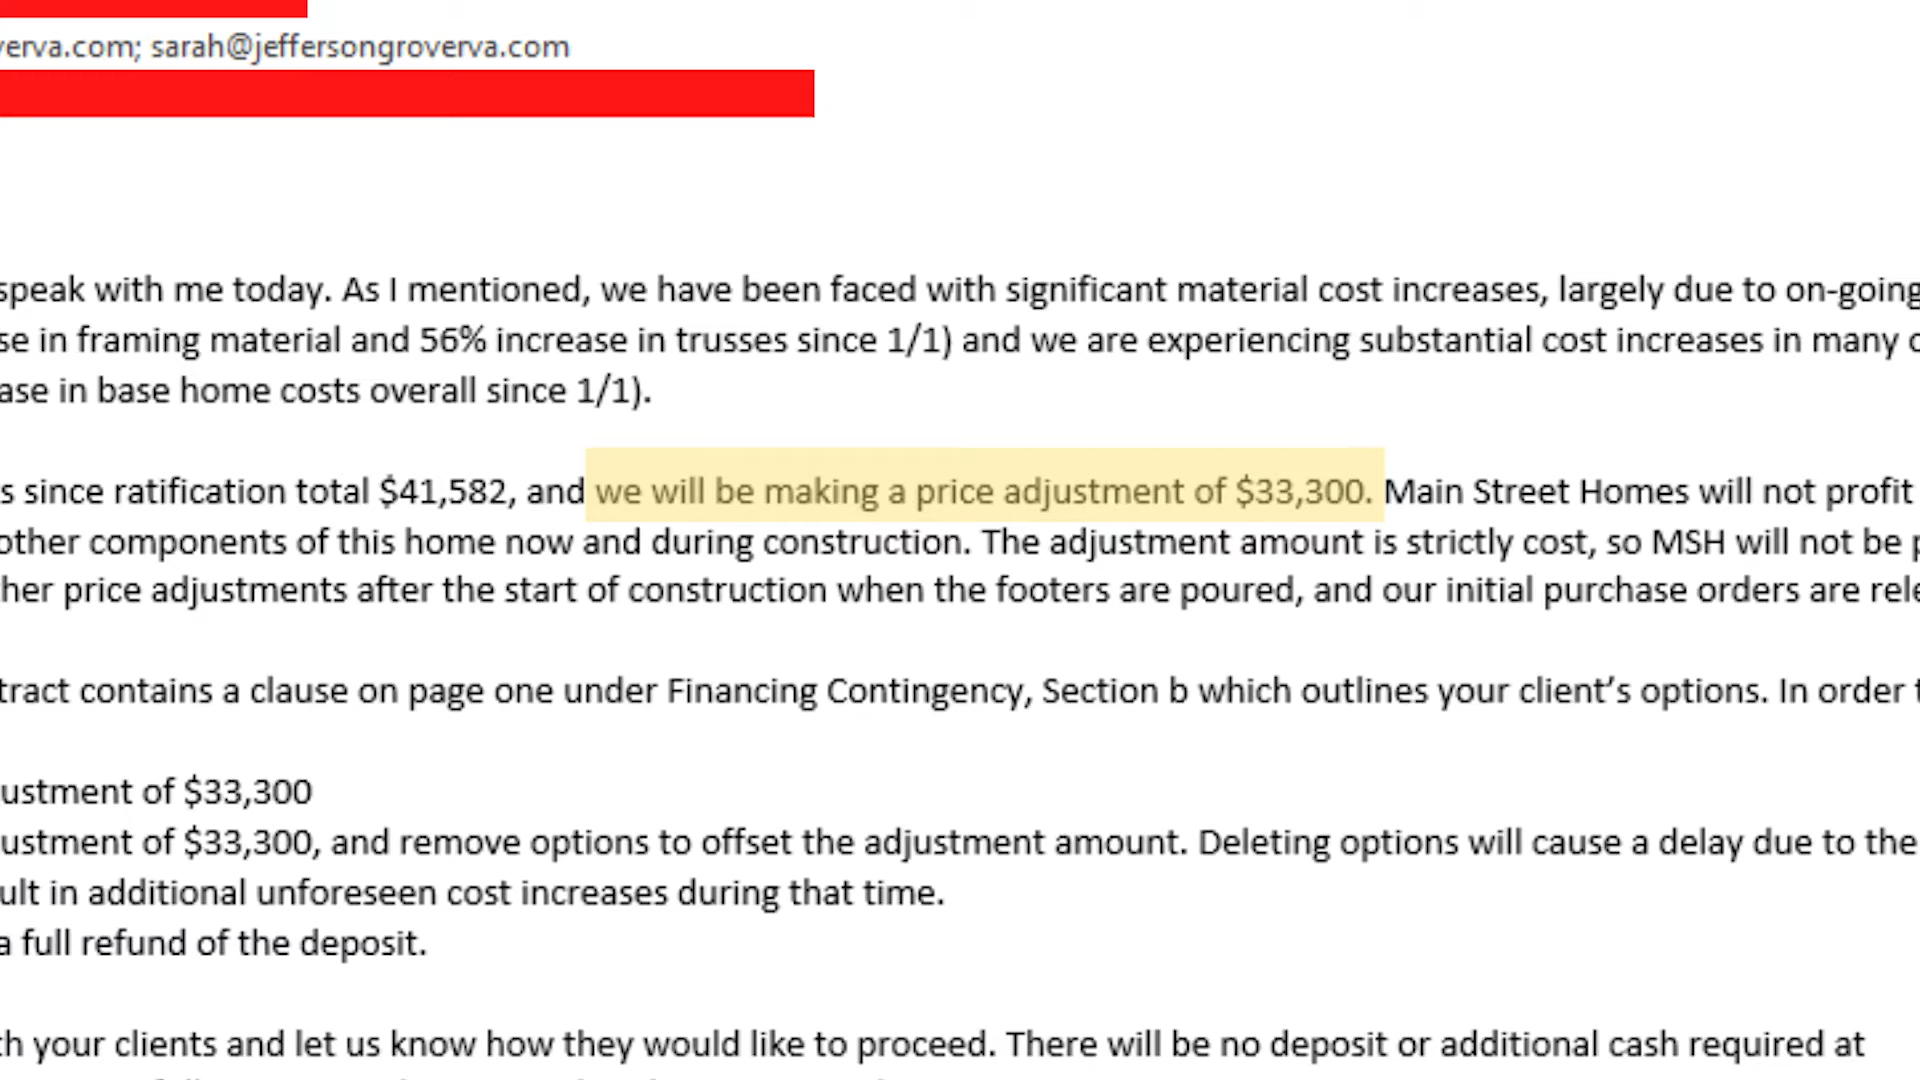 verva.com; sarah@jeffersongroverva.com
speak with me today. As I mentioned, we have been faced with significant material cost increases, largely due to on-going
se in framing material and 56% increase in trusses since 1/1) and we are experiencing substantial cost increases in many
ase in base home costs overall since 1/1).
s since ratification total $41,582, and we will be making a price adjustment of $33,300. Main Street Homes will not profit
other components of this home now and during construction. The adjustment amount is strictly cost, so MSH will not be
her price adjustments after the start of construction when the footers are poured, and our initial purchase orders are rele
tract contains a clause on page one under Financing Contingency, Section b which outlines your client’s options. In order
ustment of $33,300
ustment of $33,300, and remove options to offset the adjustment amount. Deleting options will cause a delay due to the
ult in additional unforeseen cost increases during that time.
a full refund of the deposit.
th your clients and let us know how they would like to proceed. There will be no deposit or additional cash required at